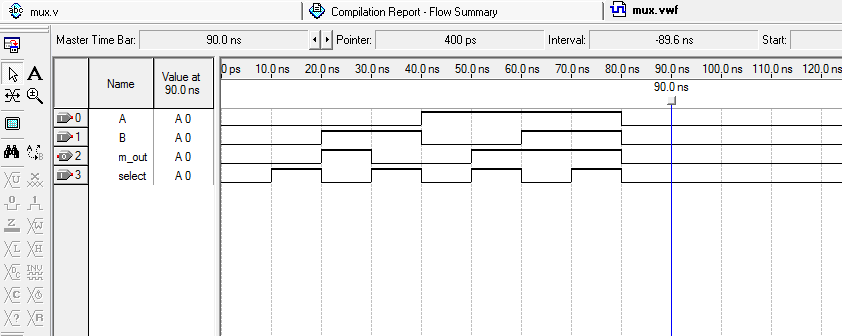 abc mux.v Compilation Report - Flow Summary mux.vwf
Master Time Bar: 90.0 ns Pointer: 400 ps Interval: -89.6 ns Start:
Name Value at 90.0 ns
0 ps 10.0 ns 20.0 ns 30.0 ns 40.0 ns 50.0 ns 60.0 ns 70.0 ns 80.0 ns 90.0 ns 100.0 ns 110.0 ns 120.0 ns
90.0 ns
0 A A 0
1 B A 0
2 m_out A 0
3 select A 0